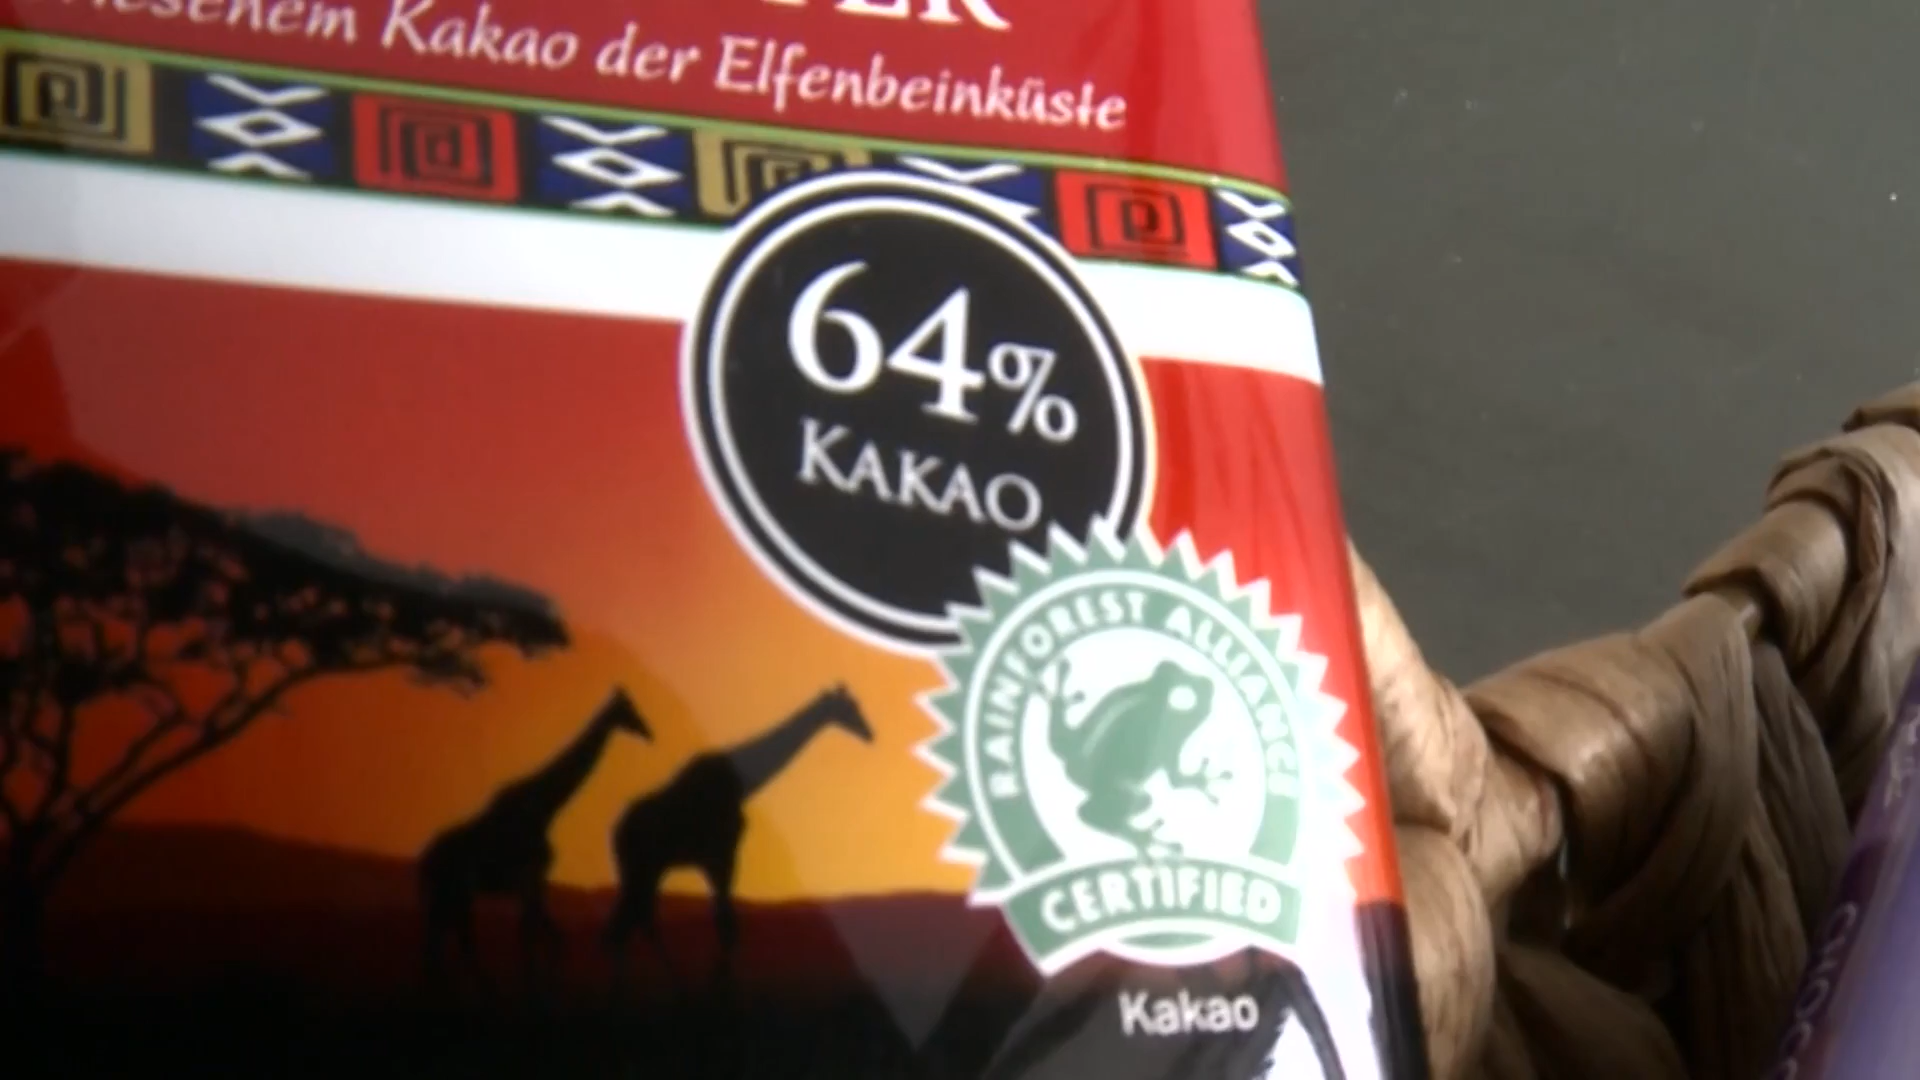 Kakao der Elfenbeinküste
64%
KAKAO
RAINFOREST ALLIANCE
CERTIFIED
Kakao